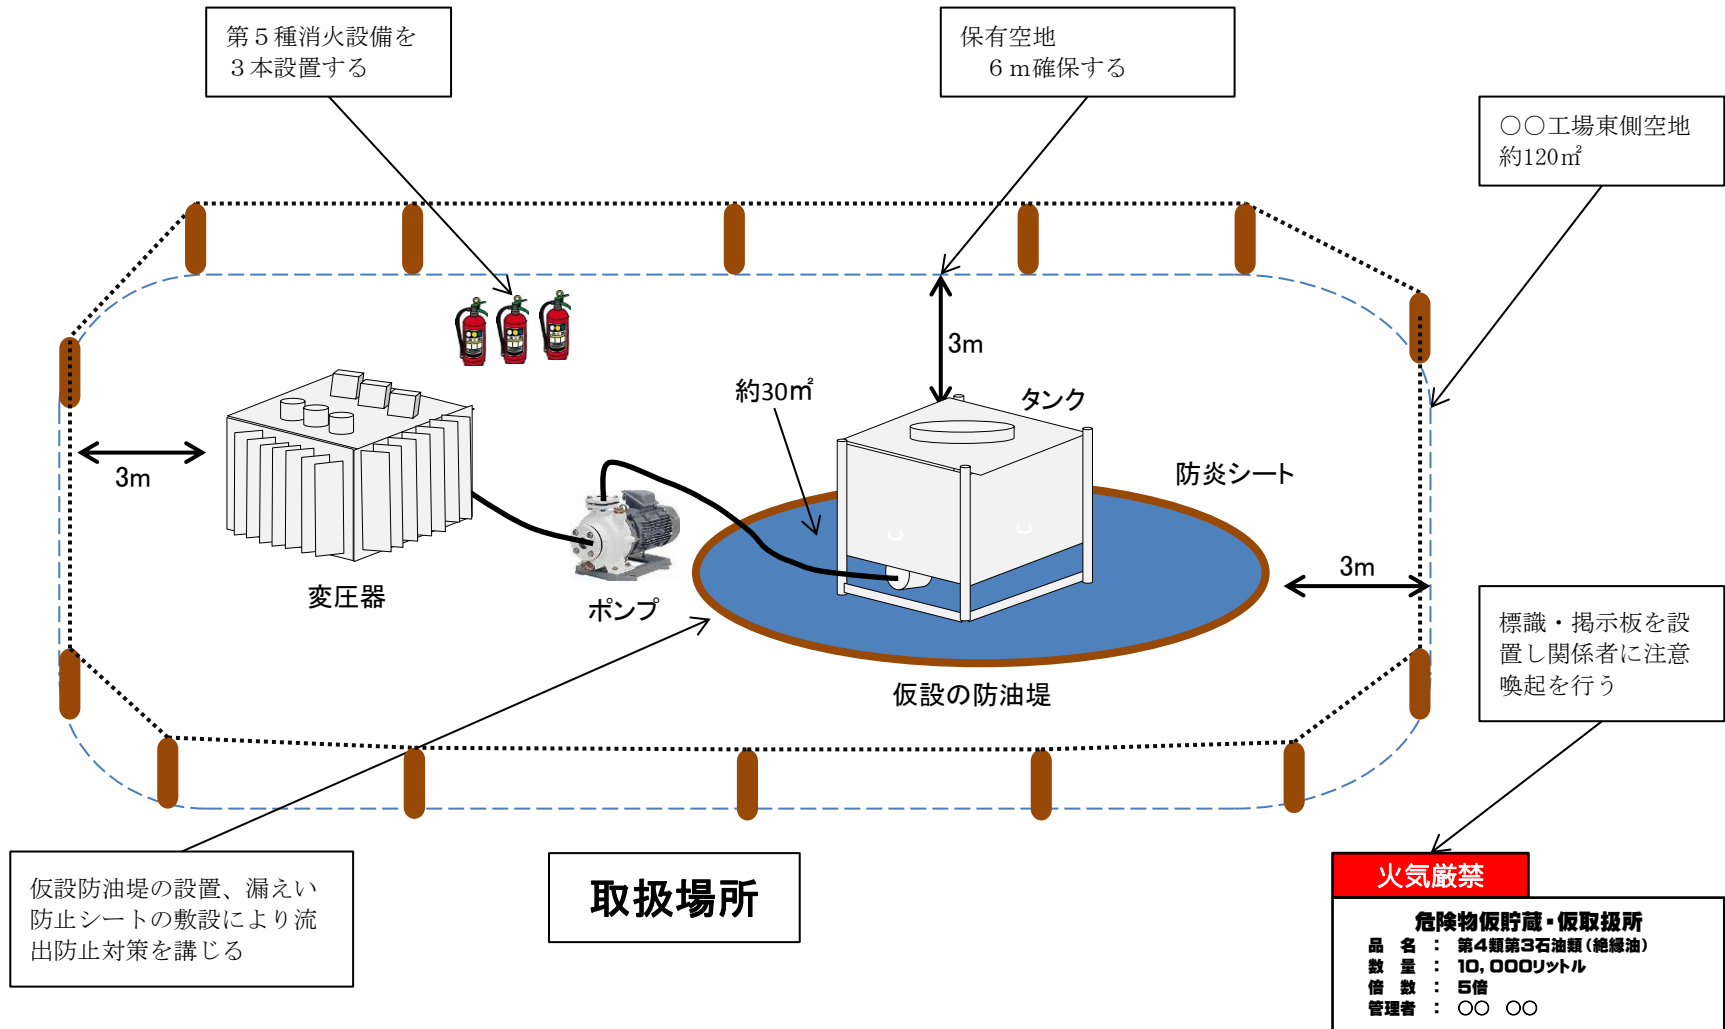 第５種消火設備を
３本設置する
保有空地
６ｍ確保する
○○工場東側空地
約120㎡
3m
約30㎡
タンク
3m
防炎シート
変圧器
ポンプ
3m
仮設の防油堤
標識・掲示板を設
置し関係者に注意
喚起を行う
仮設防油堤の設置、漏えい
防止シートの敷設により流
出防止対策を講じる
取扱場所
火気厳禁
危険物仮貯蔵・仮取扱所
品　名　：　第4類第3石油類（絶縁油）
数　量　：　10,000リットル
倍　数　：　5倍
管理者　：　○○　○○